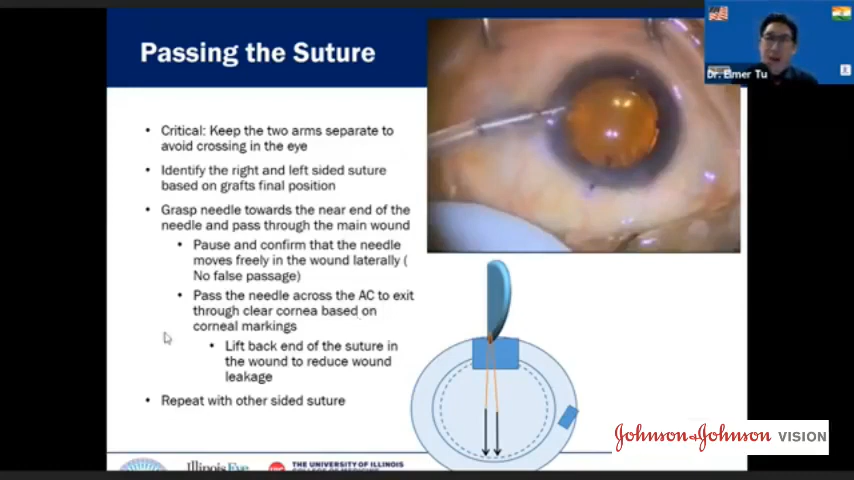 Passing the Suture
Dr. Elmer Tu
• Critical: Keep the two arms separate to
avoid crossing in the eye
• Identify the right and left sided suture
based on grafts final position
• Grasp needle towards the near end of the
needle and pass through the main wound
• Pause and confirm that the needle
moves freely in the wound laterally (
No false passage)
• Pass the needle across the AC to exit
through clear cornea based on
corneal markings
• Lift back end of the suture in
the wound to reduce wound
leakage
• Repeat with other sided suture
Johnson & Johnson VISION
Illinois Eye
THE UNIVERSITY OF ILLINOIS